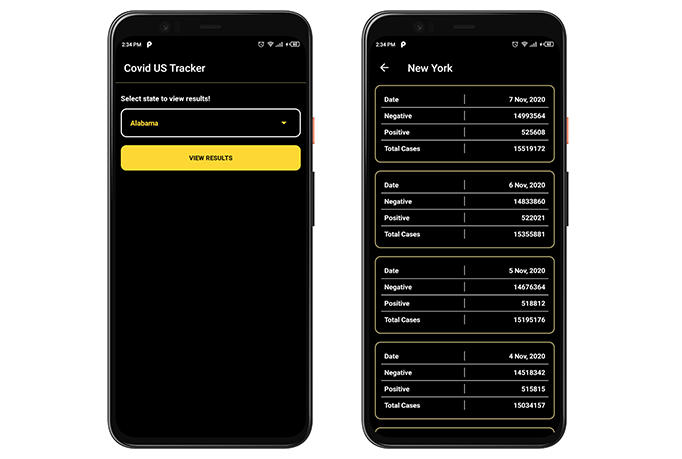 2:34 PM
Covid US Tracker
Select state to view results!
Alabama
VIEW RESULTS
2:34 PM
New York
Date 7 Nov, 2020
Negative 14993564
Positive 525608
Total Cases 15519172
Date 6 Nov, 2020
Negative 14833860
Positive 522021
Total Cases 15355881
Date 5 Nov, 2020
Negative 14676364
Positive 518812
Total Cases 15195176
Date 4 Nov, 2020
Negative 14518342
Positive 515815
Total Cases 15034157